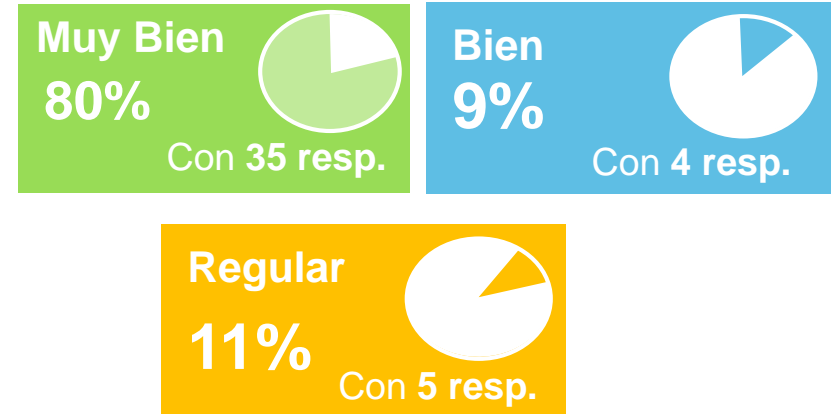 Muy Bien
80%
Con 35 resp.
Bien
9%
Con 4 resp.
Regular
11%
Con 5 resp.